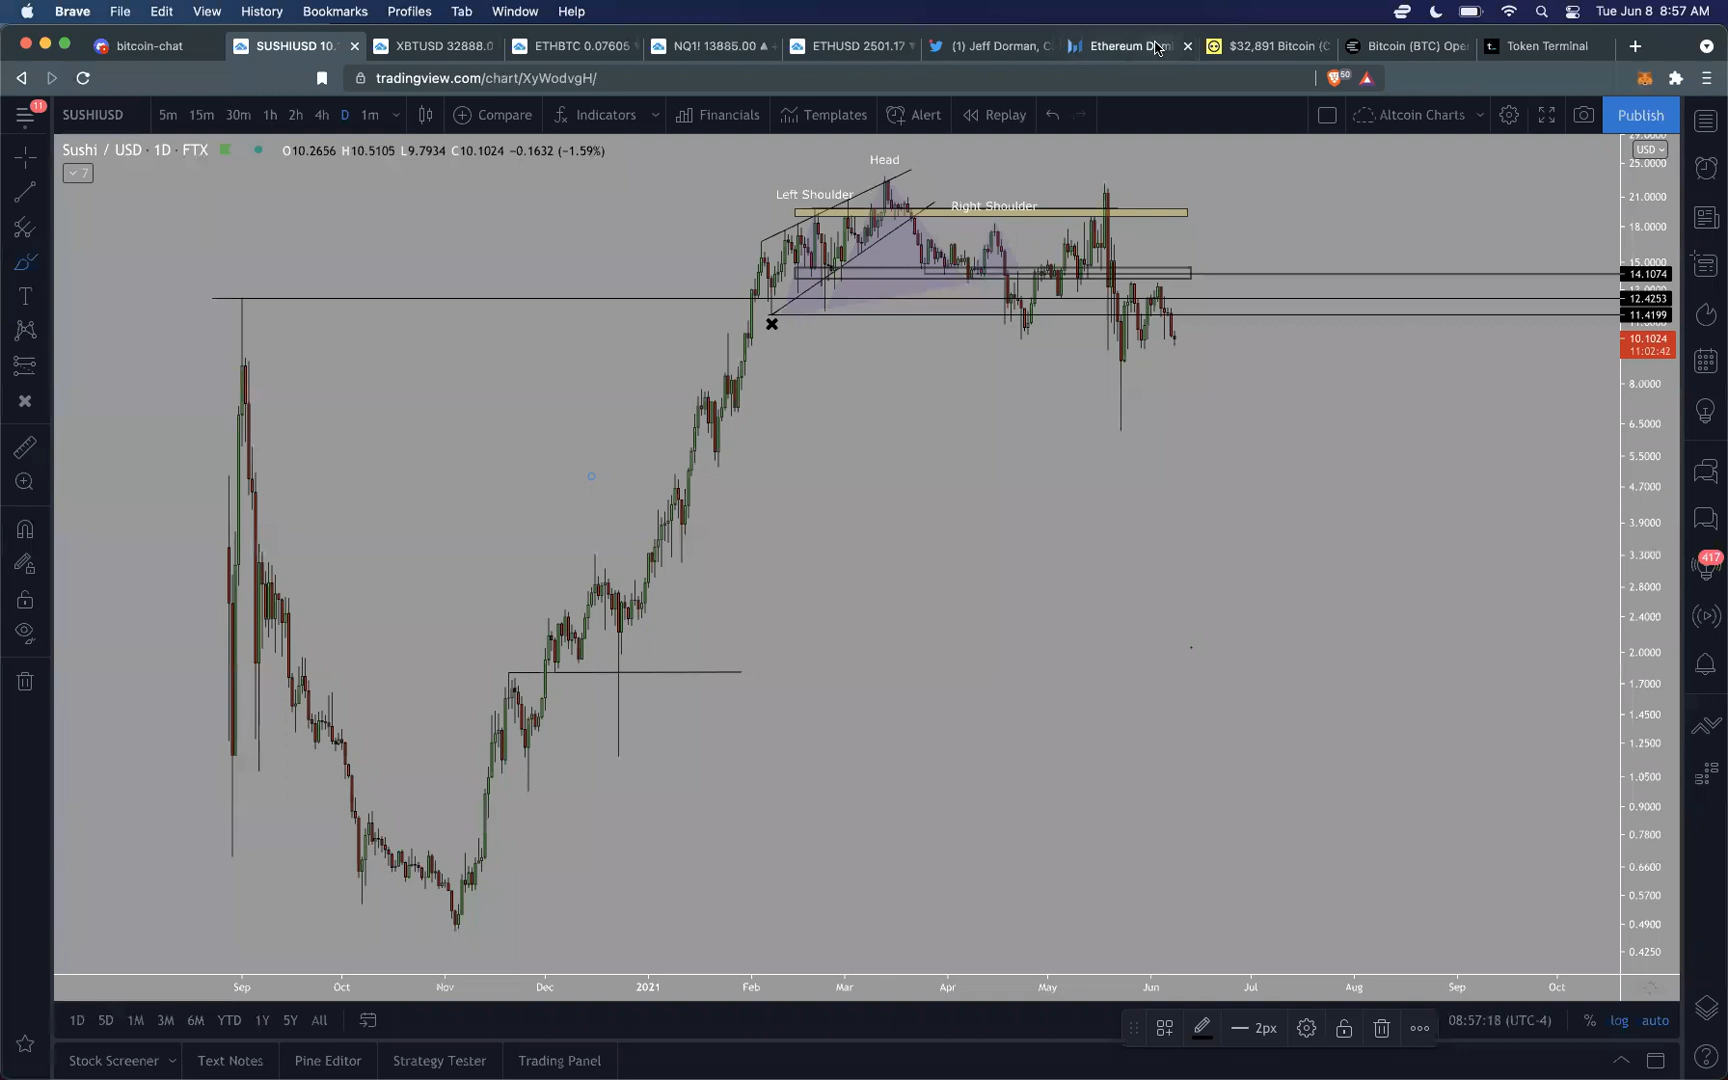 Brave File Edit View History Bookmarks Profiles Tab Window Help Tue Jun 8 8:57 AM
bitcoin-chat SUSHIUSD 10. XBTUSD 32888.0 ETHBTC 0.07605 NQ1! 13885.00 ▲ ETHUSD 2501.17 (1) Jeff Dorman, C Ethereum $32,891 Bitcoin (C Bitcoin (BTC) Ope Token Terminal
tradingview.com/chart/XyWodvgH/ 50
11 SUSHIUSD 5m 15m 30m 1h 2h 4h D 1m Compare Indicators Financials Templates Alert Replay Altcoin Charts Publish
Sushi / USD · 1D · FTX O10.2656 H10.5105 L9.7934 C10.1024 −0.1632 (−1.59%)
USD
7
Head
Left Shoulder
Right Shoulder
25.0000
21.0000
18.0000
15.0000
14.1074
12.4253
11.4199
10.1024
11:02:42
8.0000
6.5000
5.5000
4.7000
3.9000
3.3000
2.8000
2.4000
2.0000
1.7000
1.4500
1.2500
1.0500
0.9000
0.7800
0.6600
0.5700
0.4900
0.4250
417
Sep Oct Nov Dec 2021 Feb Mar Apr May Jun Jul Aug Sep Oct
1D 5D 1M 3M 6M YTD 1Y 5Y All 2px 08:57:18 (UTC-4) % log auto
Stock Screener Text Notes Pine Editor Strategy Tester Trading Panel